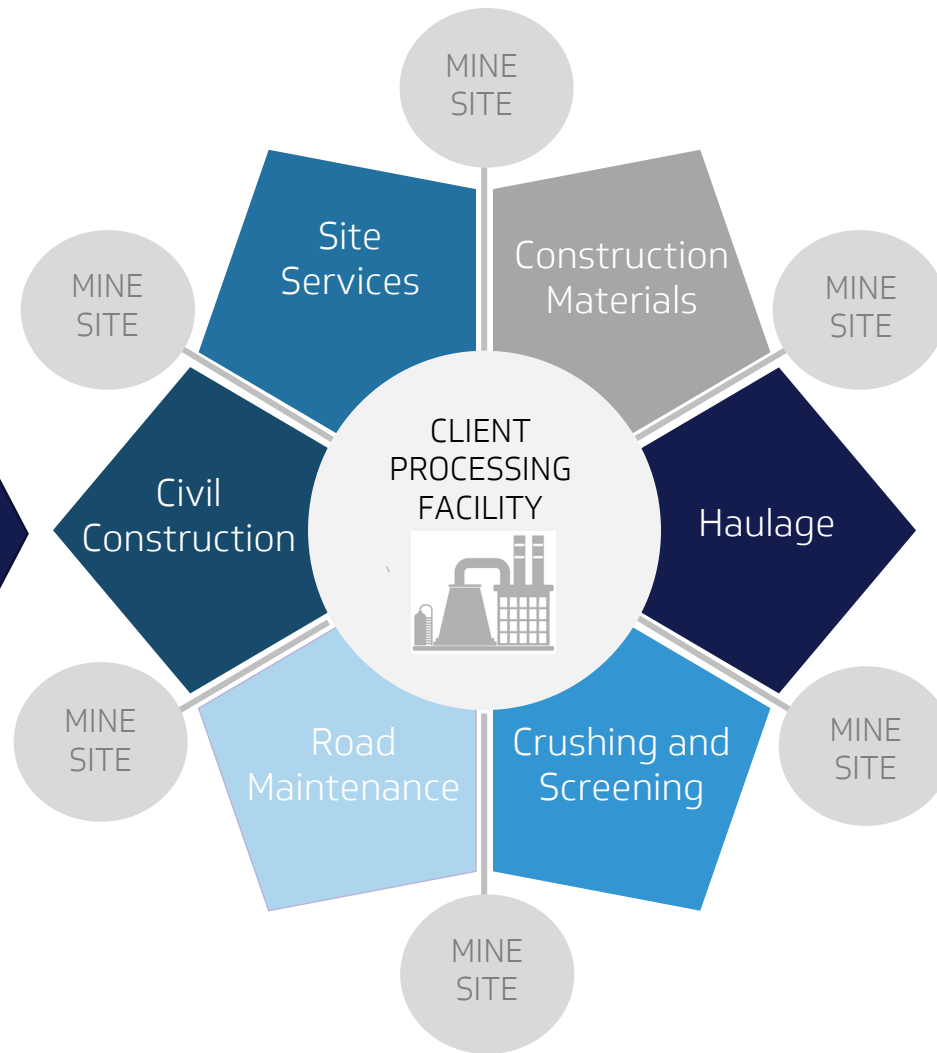 MINE
SITE
Site
Services
Construction
Materials
MINE
SITE
MINE
SITE
CLIENT
PROCESSING
FACILITY
Civil
Construction
Haulage
MINE
SITE
MINE
SITE
Road
Maintenance
Crushing and
Screening
MINE
SITE